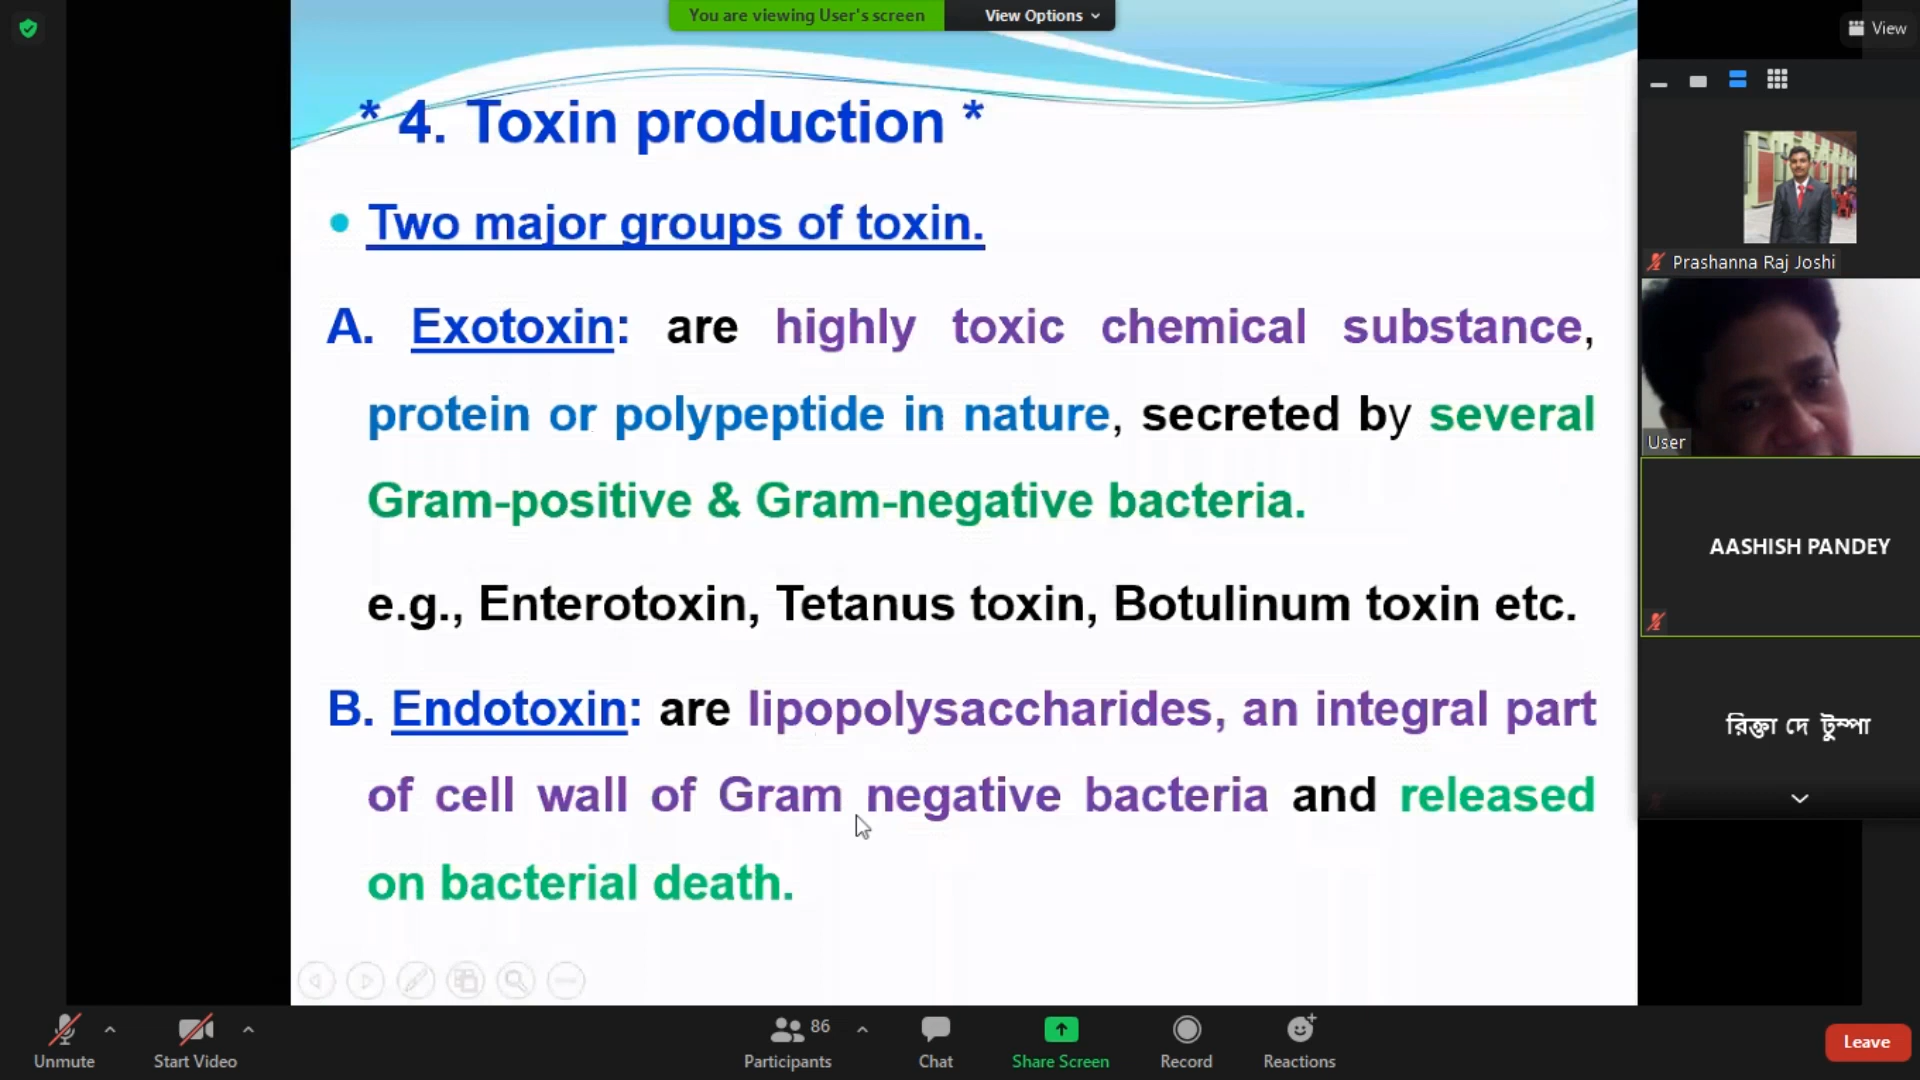 You are viewing User's screen
View Options
View
* 4. Toxin production *
• Two major groups of toxin.
A. Exotoxin: are highly toxic chemical substance,
protein or polypeptide in nature, secreted by several
Gram-positive & Gram-negative bacteria.
e.g., Enterotoxin, Tetanus toxin, Botulinum toxin etc.
B. Endotoxin: are lipopolysaccharides, an integral part
of cell wall of Gram negative bacteria and released
on bacterial death.
Prashanna Raj Joshi
User
AASHISH PANDEY
রিক্তা দে টুম্পা
Unmute
Start Video
86
Participants
Chat
Share Screen
Record
Reactions
Leave